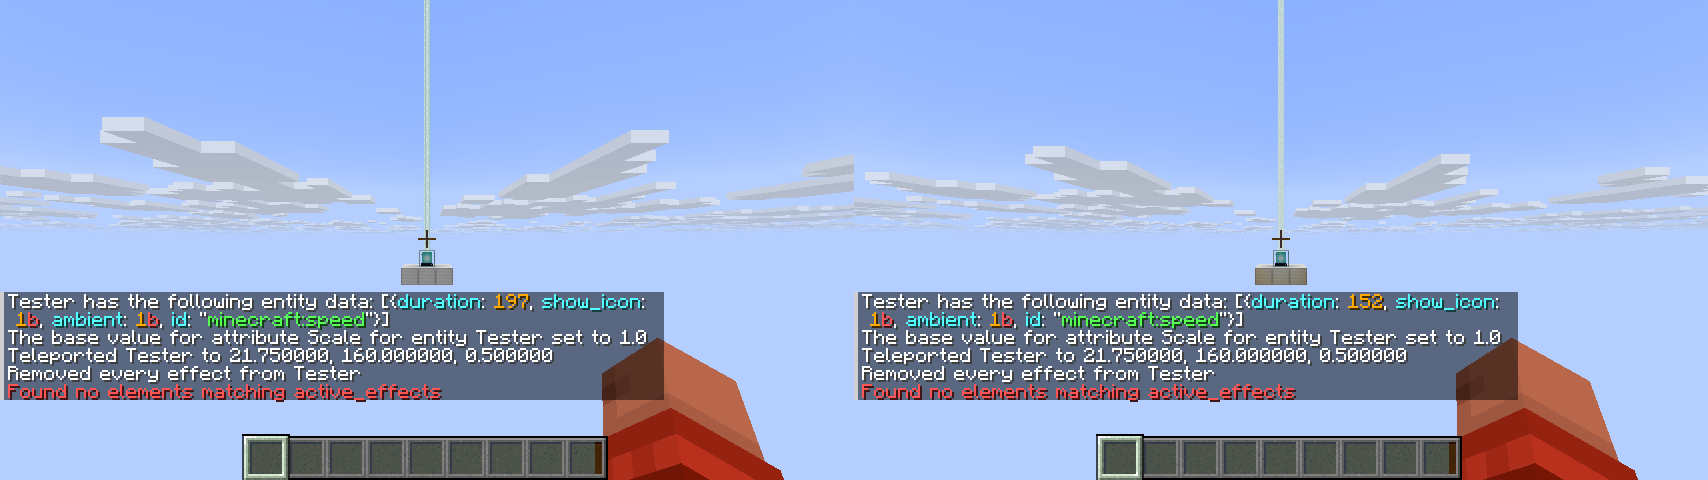 Tester has the following entity data: [{duration: 197, show_icon:
1b, ambient: 1b, id: "minecraft:speed"}]
The base value for attribute Scale for entity Tester set to 1.0
Teleported Tester to 21.750000, 160.000000, 0.500000
Removed every effect from Tester
Found no elements matching active_effects
Tester has the following entity data: [{duration: 152, show_icon:
1b, ambient: 1b, id: "minecraft:speed"}]
The base value for attribute Scale for entity Tester set to 1.0
Teleported Tester to 21.750000, 160.000000, 0.500000
Removed every effect from Tester
Found no elements matching active_effects